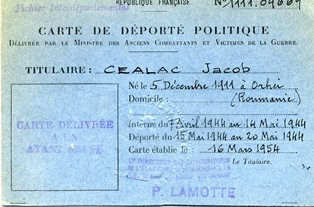 Fichier Interdépartemental
RÉPUBLIQUE FRANÇAISE
N° 1111.0
CARTE DE DÉPORTÉ POLITIQUE
DÉLIVRÉE PAR LE MINISTRE DES ANCIENS COMBATTANTS ET VICTIMES DE LA GUERRE.
TITULAIRE : CEALAC Jacob
Né le 5 Décembre 1911 à Orhei
Domicile : (Roumanie)
Interné du 7 Avril 1944 au 14 Mai 1944
Déporté du 15 Mai 1944 au 20 Mai 1944
Carte établie le 16 Mars 1954
CARTE DÉLIVRÉE
A UN
AYANT CAUSE
Le Titulaire,
P. LAMOTTE